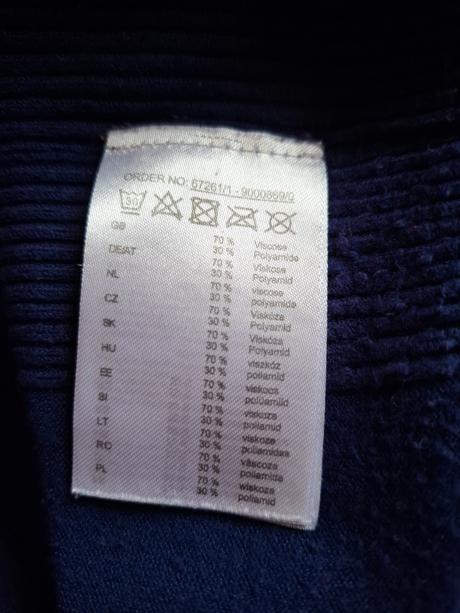 ORDER NO: 67261/1 - 9000869/0
30
GB 70 % Viscose
30 % Polyamide
DE/AT 70 % Viskose
30 % Polyamid
NL 70 % viscose
30 % polyamide
CZ 70 % Viskóza
30 % Polyamid
SK 70 % Viskóza
30 % Polyamid
HU 70 % viszkóz
30 % poliamid
EE 70 % viskoos
30 % polüamiid
SI 70 % viskoza
30 % poliamid
LT 70 % viskozė
30 % poliamidas
RO 70 % vâscoza
30 % poliamida
PL 70 % wiskoza
30 % poliamid